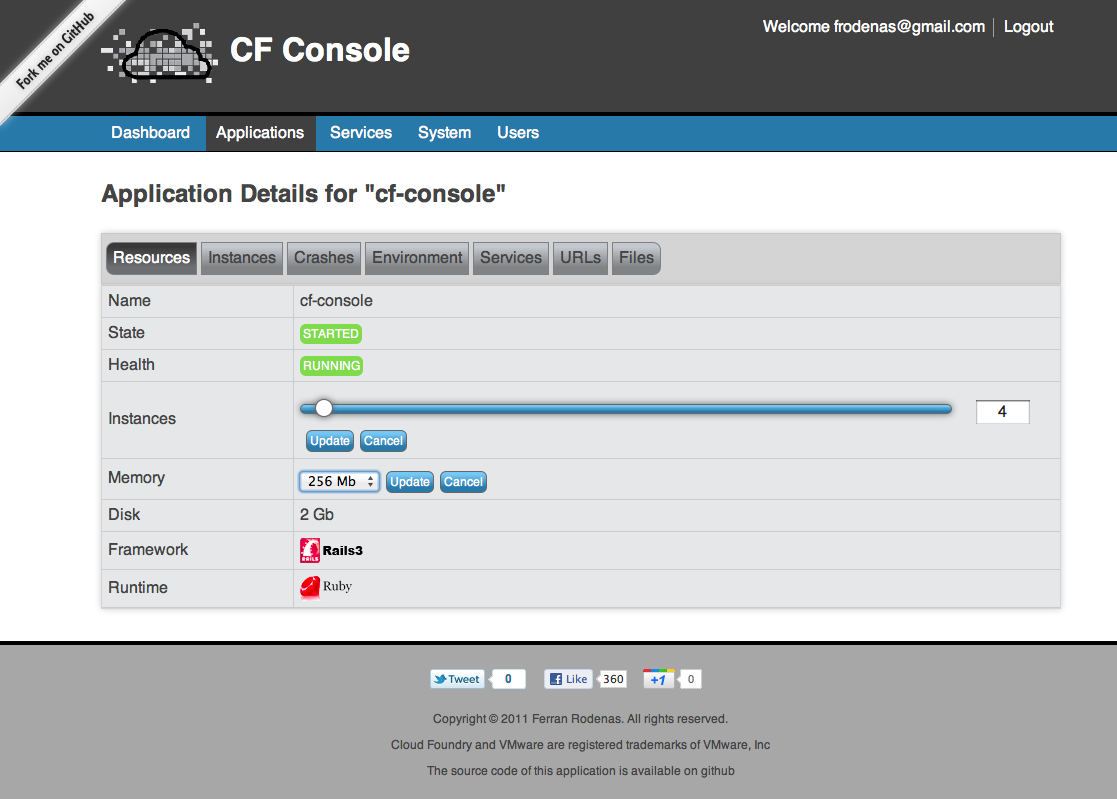 Fork me on GitHub
CF Console
Welcome frodenas@gmail.com Logout
Dashboard Applications Services System Users
Application Details for "cf-console"
Resources Instances Crashes Environment Services URLs Files
Name cf-console
State STARTED
Health RUNNING
Instances 4
Update Cancel
Memory 256 Mb Update Cancel
Disk 2 Gb
Framework RAILS Rails3
Runtime Ruby
Tweet 0 Like 360 +1 0
Copyright © 2011 Ferran Rodenas. All rights reserved.
Cloud Foundry and VMware are registered trademarks of VMware, Inc
The source code of this application is available on github